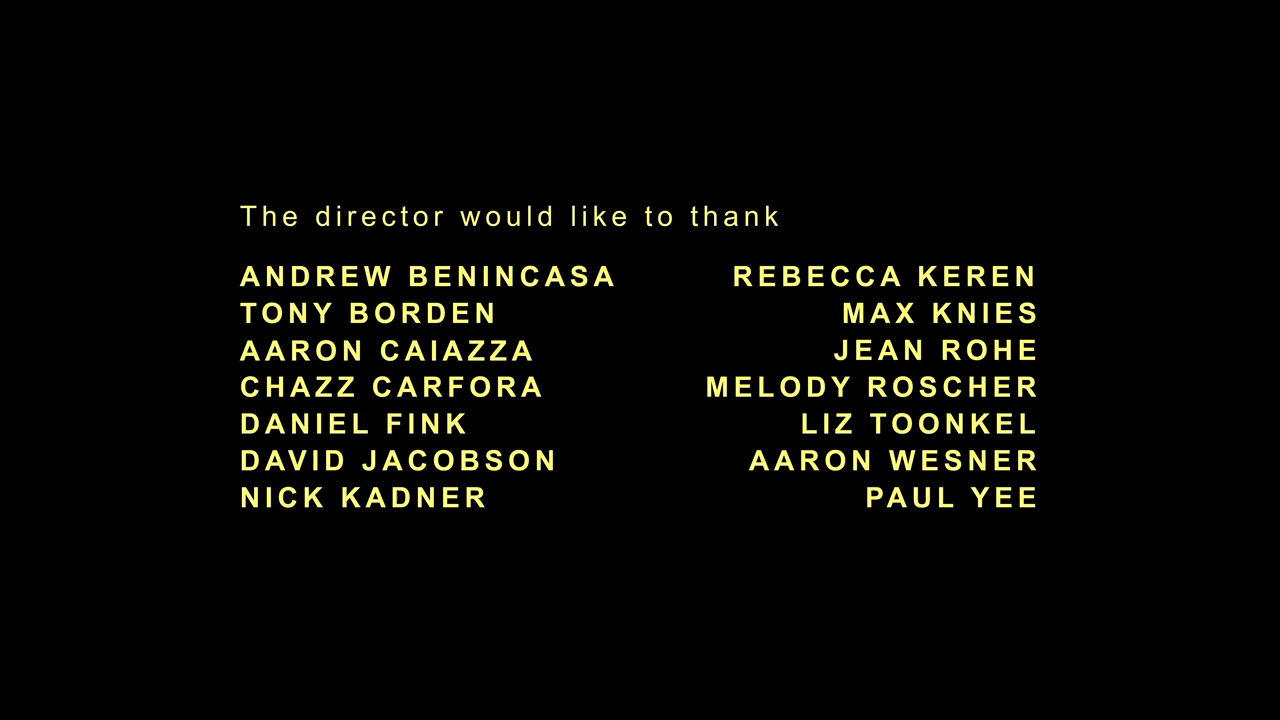 The director would like to thank
ANDREW BENINCASA
TONY BORDEN
AARON CAIAZZA
CHAZZ CARFORA
DANIEL FINK
DAVID JACOBSON
NICK KADNER
REBECCA KEREN
MAX KNIES
JEAN ROHE
MELODY ROSCHER
LIZ TOONKEL
AARON WESNER
PAUL YEE